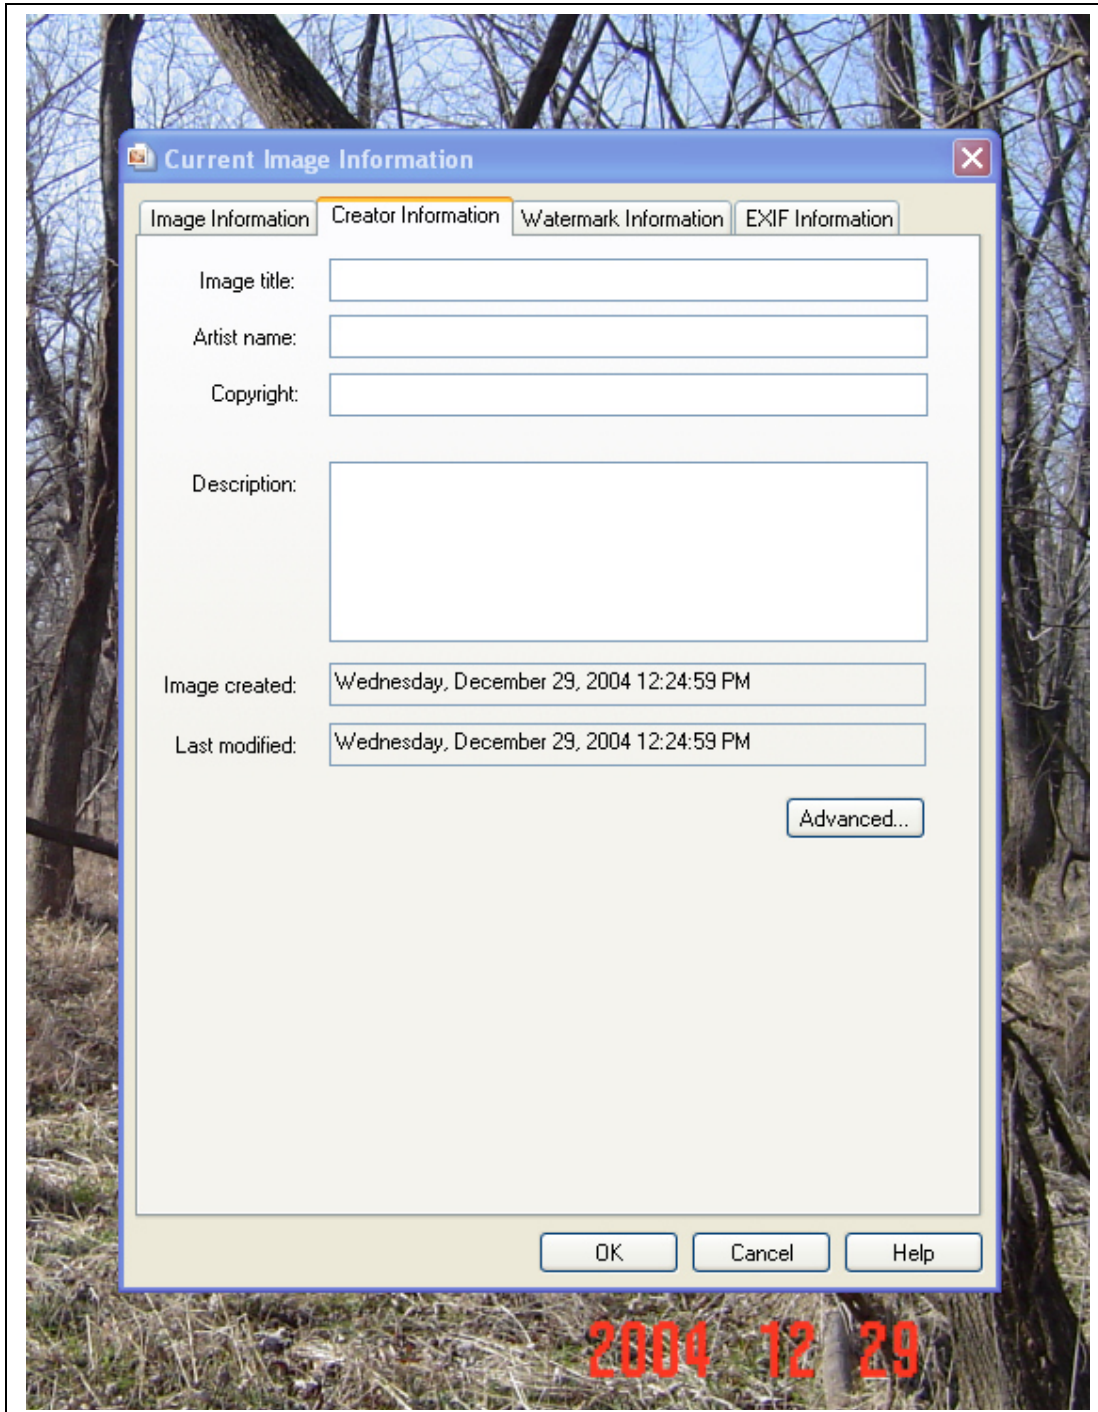 Current Image Information
Image Information Creator Information Watermark Information EXIF Information
Image title:
Artist name:
Copyright:
Description:
Image created: Wednesday, December 29, 2004 12:24:59 PM
Last modified: Wednesday, December 29, 2004 12:24:59 PM
Advanced...
OK Cancel Help
2004 12 29